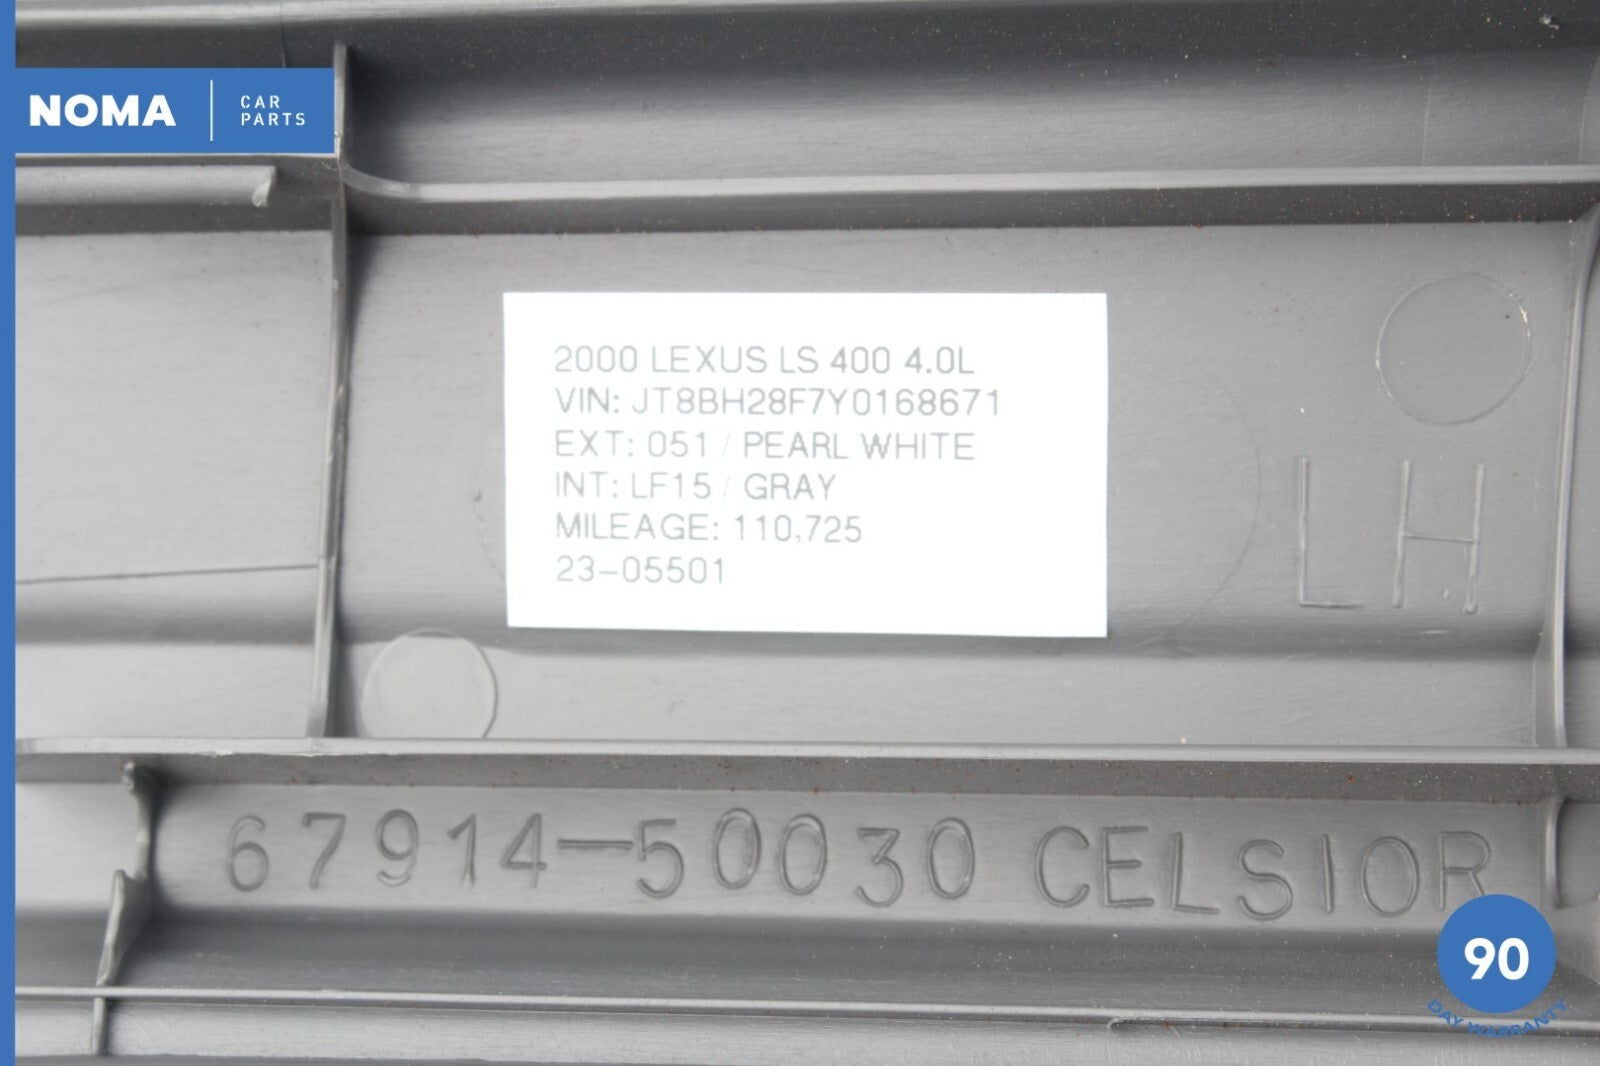 NOMA
CAR
PARTS
2000 LEXUS LS 400 4.0L
VIN: JT8BH28F7Y0168671
EXT: 051 / PEARL WHITE
INT: LF15 / GRAY
MILEAGE: 110,725
23-05501
LH
67914-50030 CELSIOR
90
DAY WARRANTY